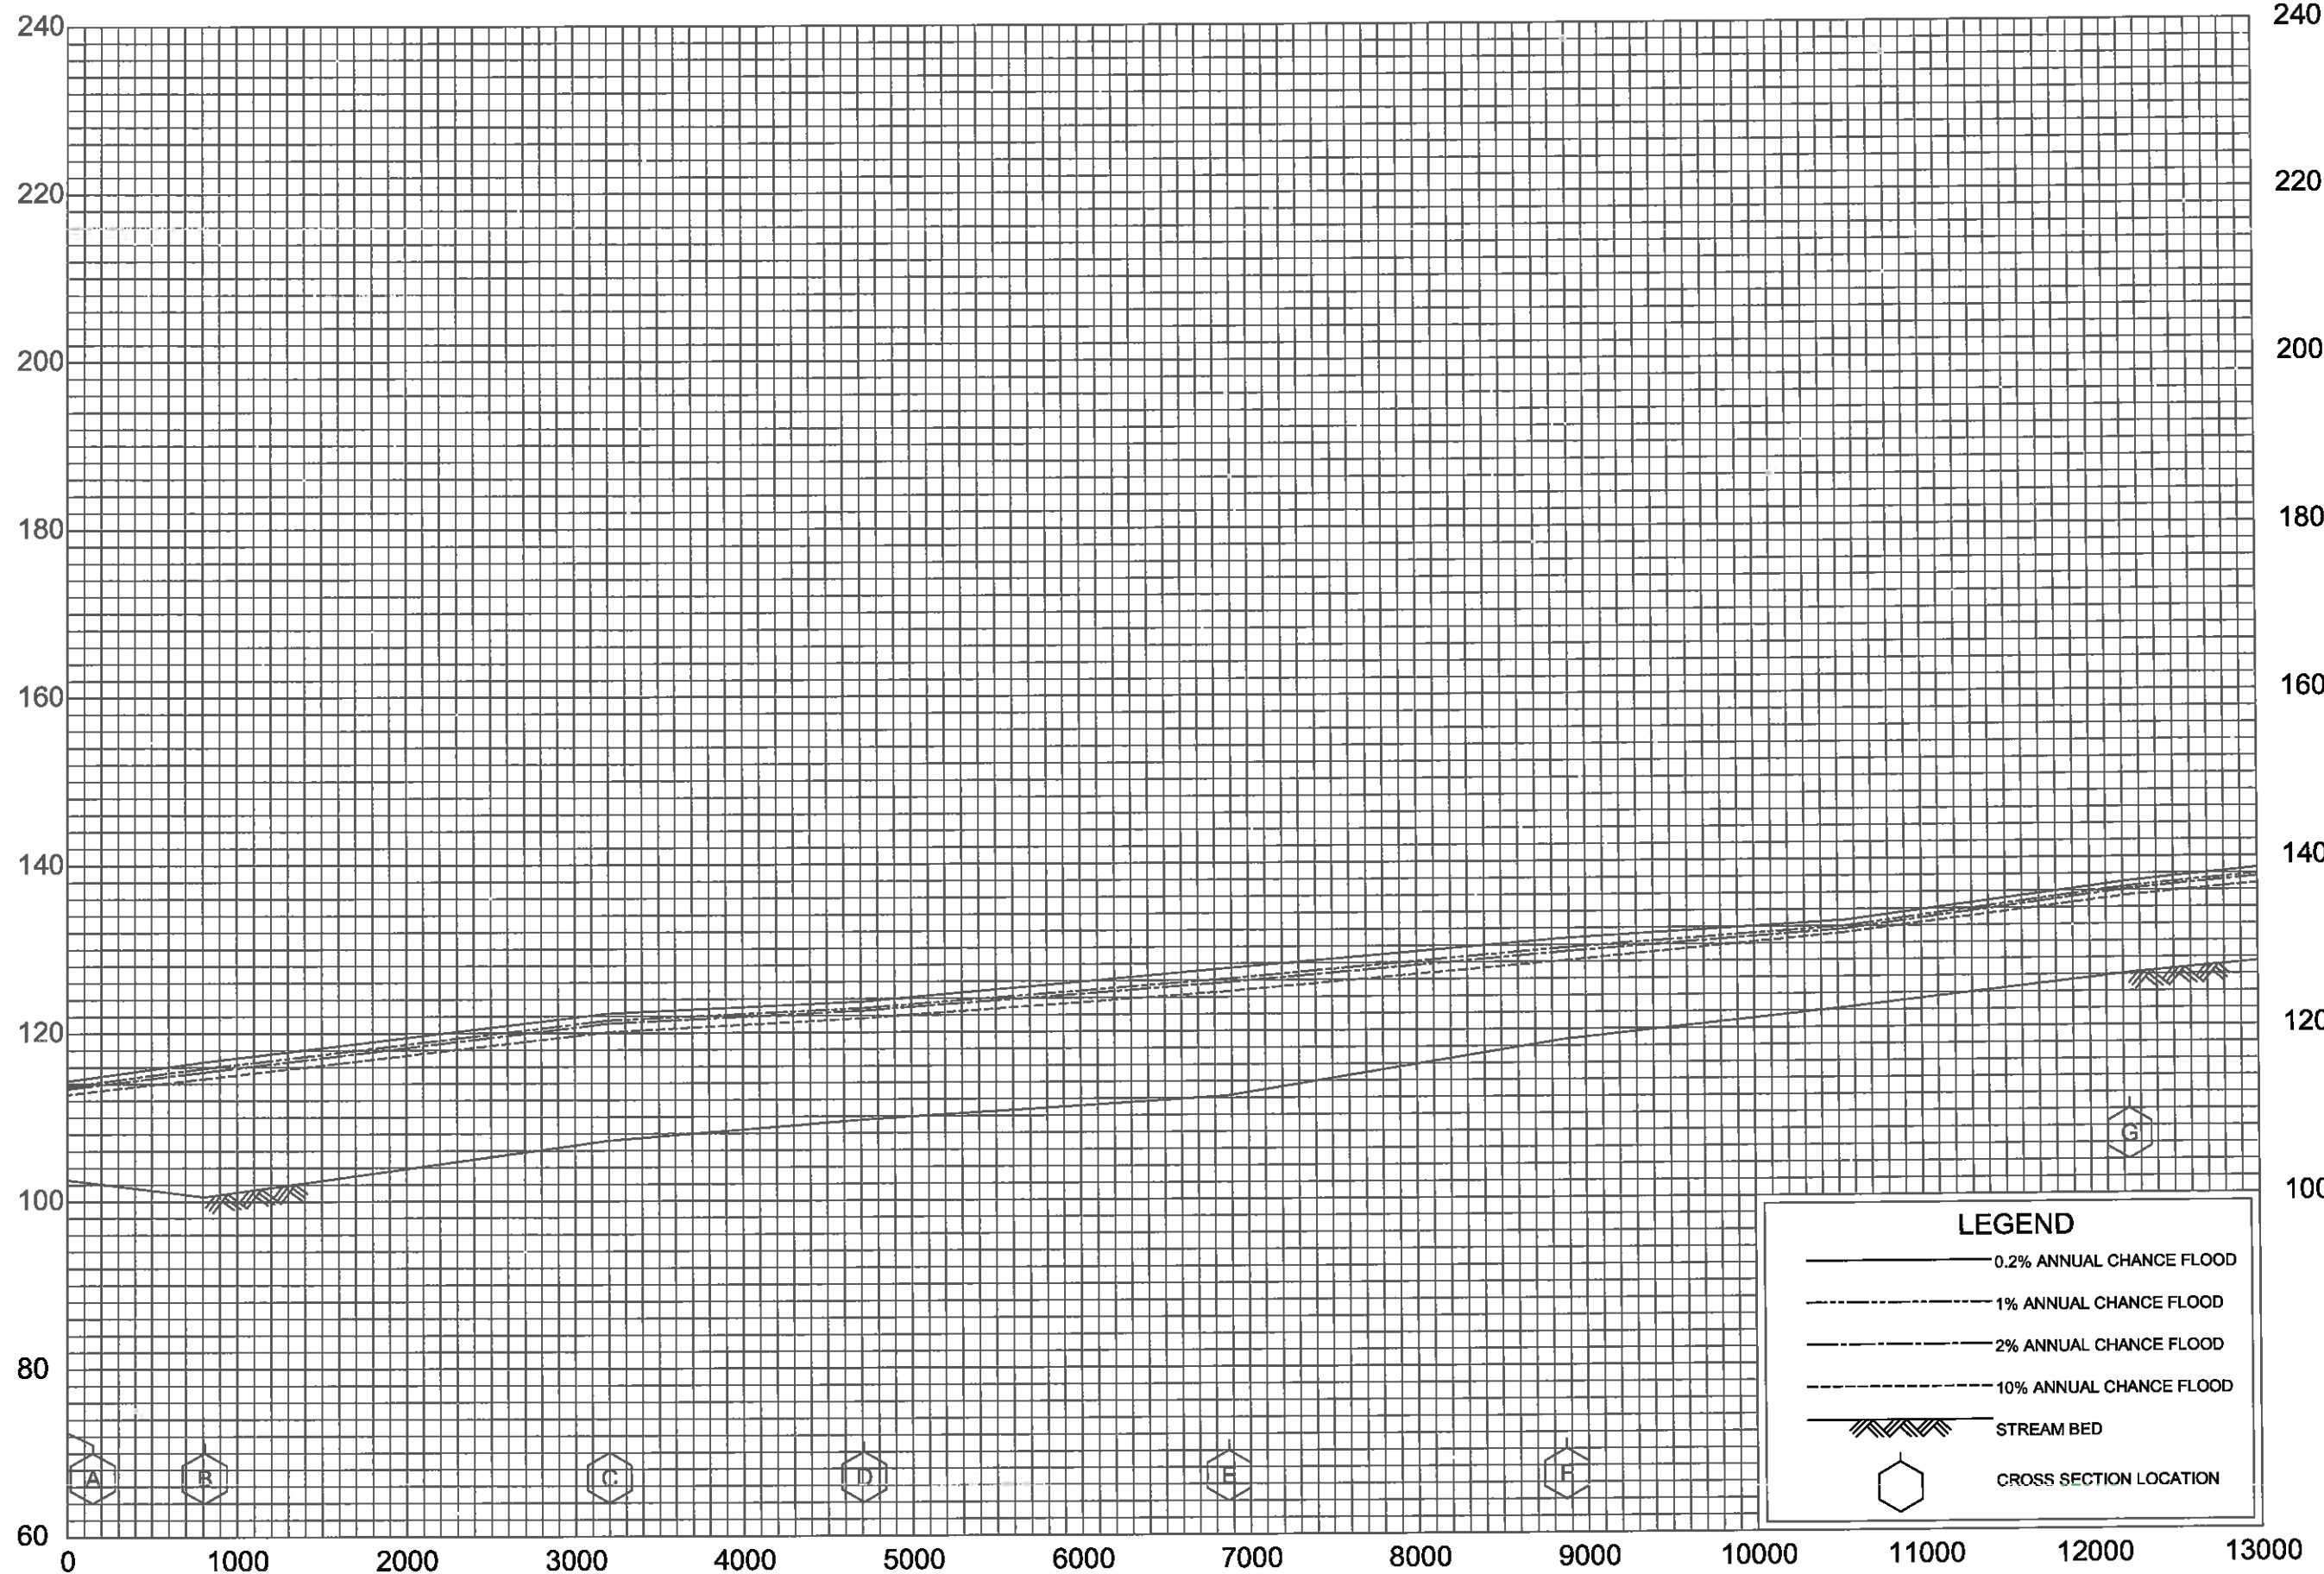 240 240
220 220
200 200
180 180
160 160
140 140
120 120
G
100 100
LEGEND
0.2% ANNUAL CHANCE FLOOD
1% ANNUAL CHANCE FLOOD
2% ANNUAL CHANCE FLOOD
10% ANNUAL CHANCE FLOOD
STREAM BED
CROSS SECTION LOCATION
80
A B C D E F
60
0 1000 2000 3000 4000 5000 6000 7000 8000 9000 10000 11000 12000 13000